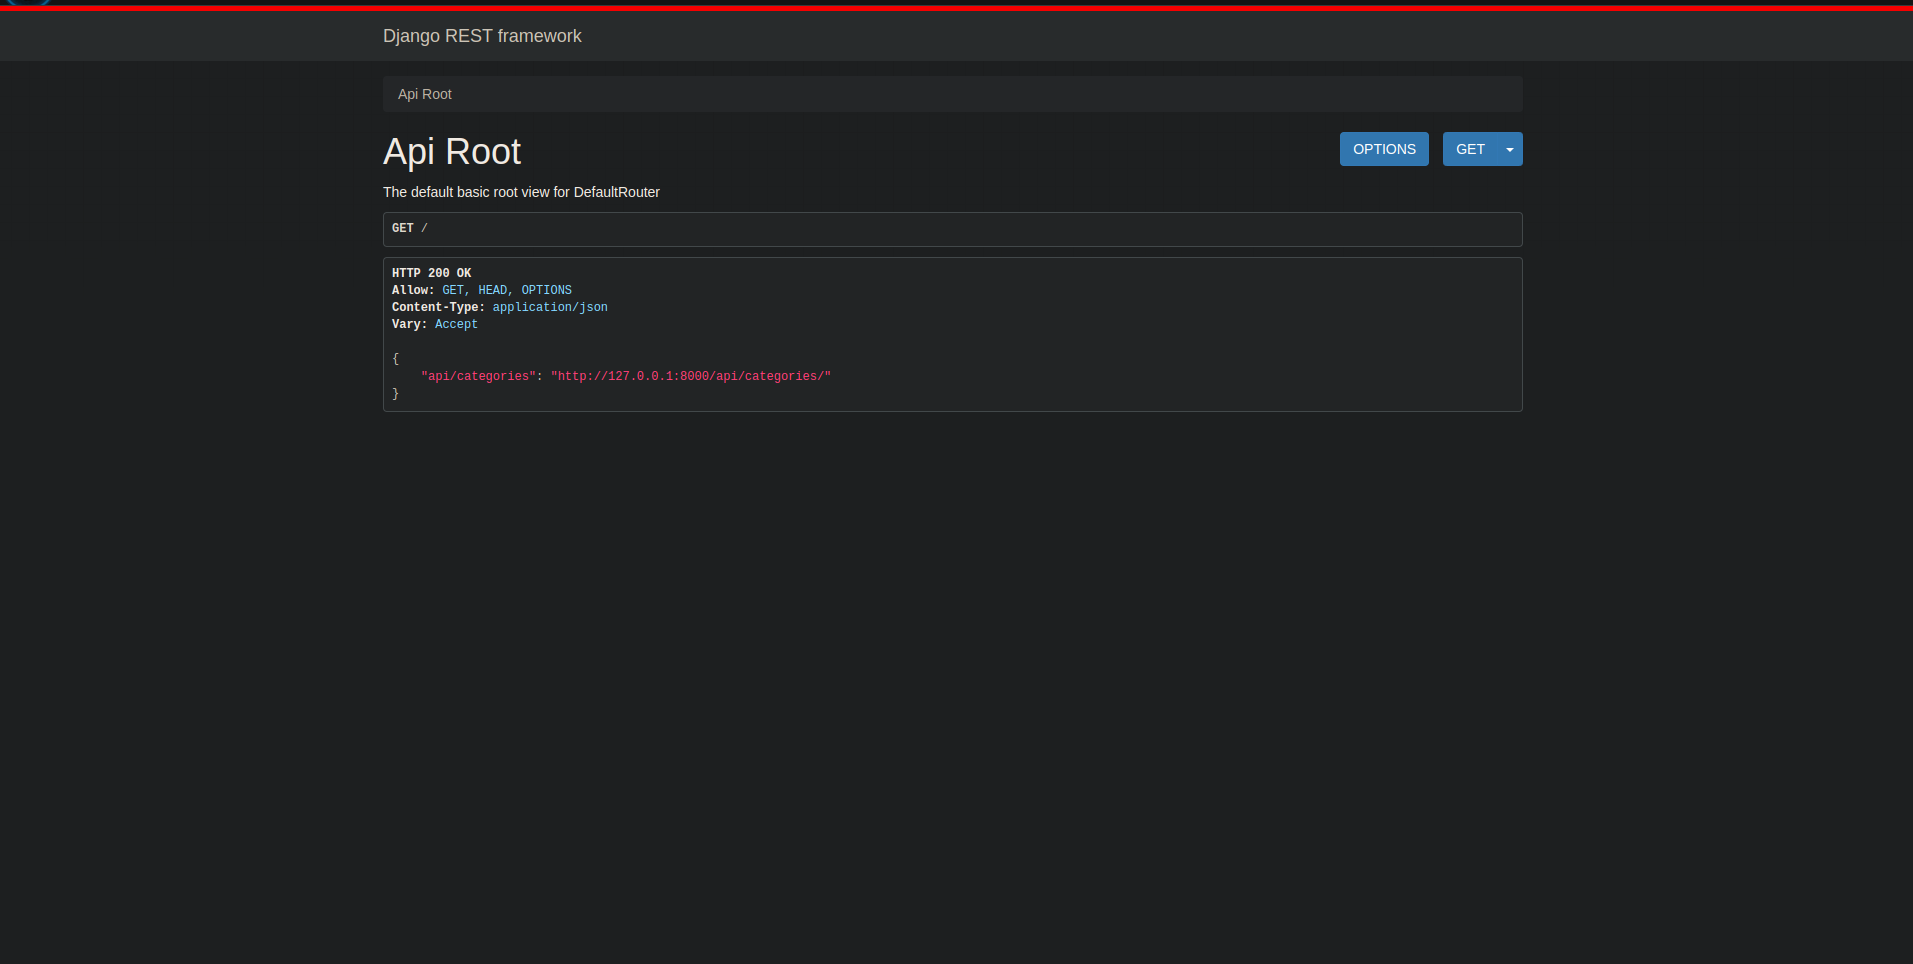 Django REST framework
Api Root
Api Root
OPTIONS
GET
The default basic root view for DefaultRouter
GET /
HTTP 200 OK
Allow: GET, HEAD, OPTIONS
Content-Type: application/json
Vary: Accept
{
    "api/categories": "http://127.0.0.1:8000/api/categories/"
}